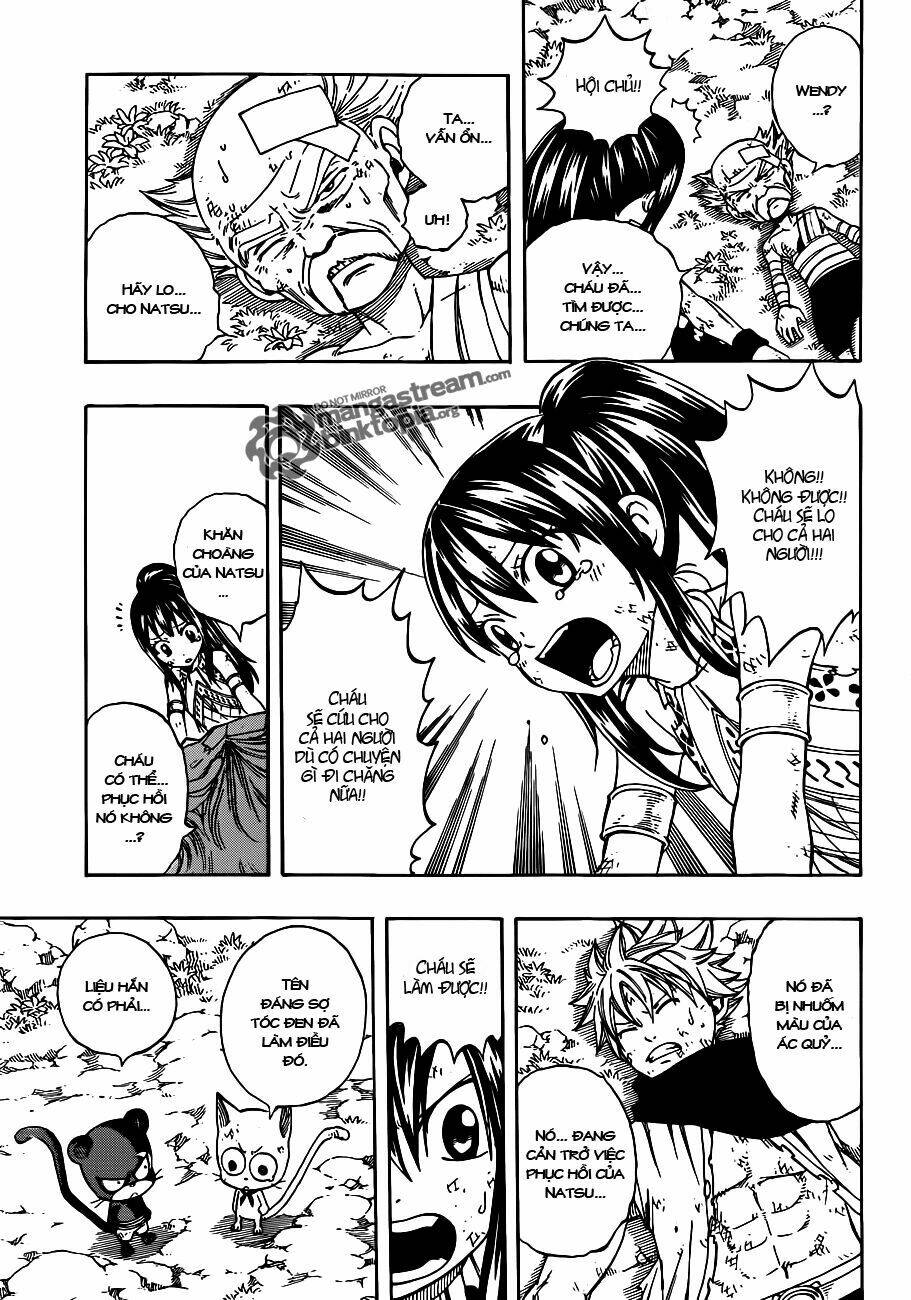 WENDY
...?
HỘI CHỦ!!
VẬY...
CHÁU ĐÃ...
TÌM ĐƯỢC...
CHÚNG TA...
TA...
VẪN ỔN...
ƯH!
HÃY LO...
CHO NATSU...
KHÔNG!!
KHÔNG ĐƯỢC!!
CHÁU SẼ LO
CHO CẢ HAI
NGƯỜI!!!
CHÁU
SẼ CỨU CHO
CẢ HAI NGƯỜI
DÙ CÓ CHUYỆN
GÌ ĐI CHĂNG
NỮA!!
DO NOT MIRROR
mangastream.com
binktopia.org
KHĂN
CHOÀNG
CỦA NATSU
...
CHÁU
CÓ THỂ...
PHỤC HỒI
NÓ KHÔNG
...?
NÓ ĐÃ
BỊ NHUỐM
MÀU CỦA
ÁC QUỶ...
NÓ... ĐANG
CẢN TRỞ VIỆC
PHỤC HỒI CỦA
NATSU...
CHÁU SẼ
LÀM ĐƯỢC!!
TÊN
ĐÁNG SỢ
TÓC ĐEN ĐÃ
LÀM ĐIỀU
ĐÓ.
LIỆU HẮN
CÓ PHẢI...